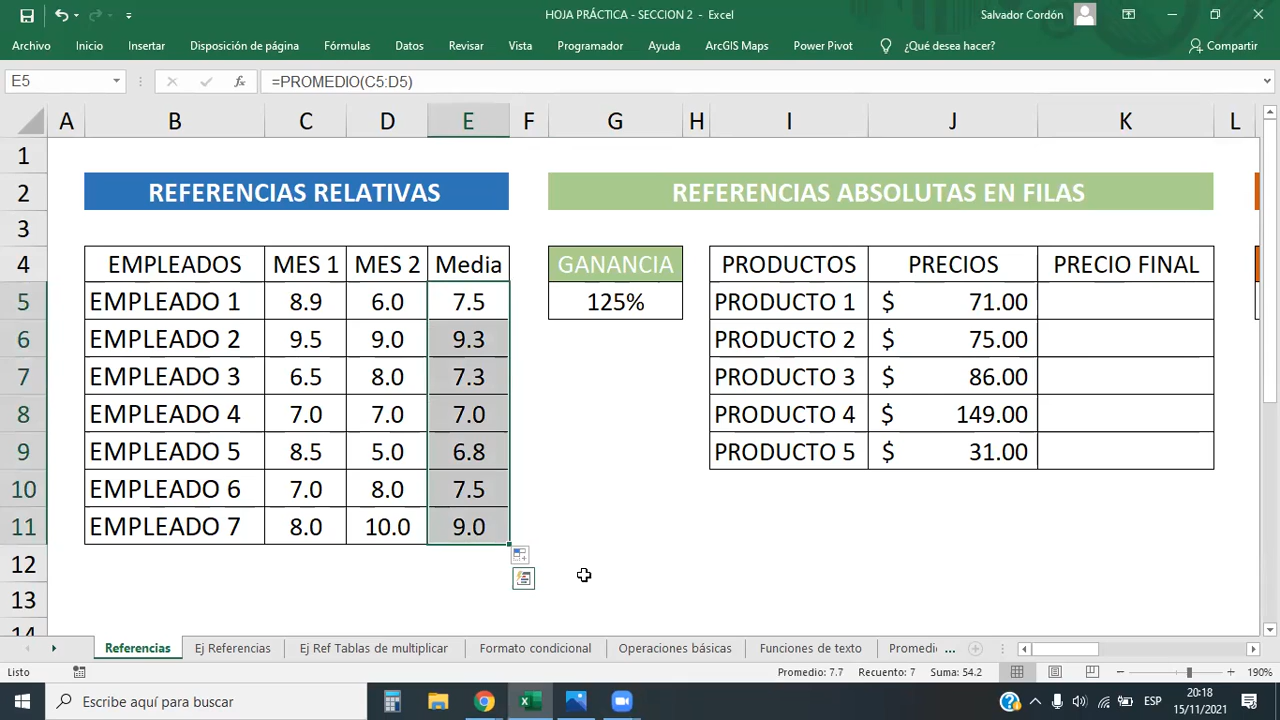 HOJA PRÁCTICA - SECCION 2 - Excel
Salvador Cordón
Archivo Inicio Insertar Disposición de página Fórmulas Datos Revisar Vista Programador Ayuda ArcGIS Maps Power Pivot ¿Qué desea hacer? Compartir
E5 fx =PROMEDIO(C5:D5)
A B C D E F G H I J K L
1
2 REFERENCIAS RELATIVAS REFERENCIAS ABSOLUTAS EN FILAS
3
4 EMPLEADOS MES 1 MES 2 Media GANANCIA PRODUCTOS PRECIOS PRECIO FINAL
5 EMPLEADO 1 8.9 6.0 7.5 125% PRODUCTO 1 $ 71.00
6 EMPLEADO 2 9.5 9.0 9.3 PRODUCTO 2 $ 75.00
7 EMPLEADO 3 6.5 8.0 7.3 PRODUCTO 3 $ 86.00
8 EMPLEADO 4 7.0 7.0 7.0 PRODUCTO 4 $ 149.00
9 EMPLEADO 5 8.5 5.0 6.8 PRODUCTO 5 $ 31.00
10 EMPLEADO 6 7.0 8.0 7.5
11 EMPLEADO 7 8.0 10.0 9.0
12
13
14
Referencias Ej Referencias Ej Ref Tablas de multiplicar Formato condicional Operaciones básicas Funciones de texto Promedi ...
Listo Promedio: 7.7 Recuento: 7 Suma: 54.2 190%
Escribe aquí para buscar ESP 20:18
15/11/2021